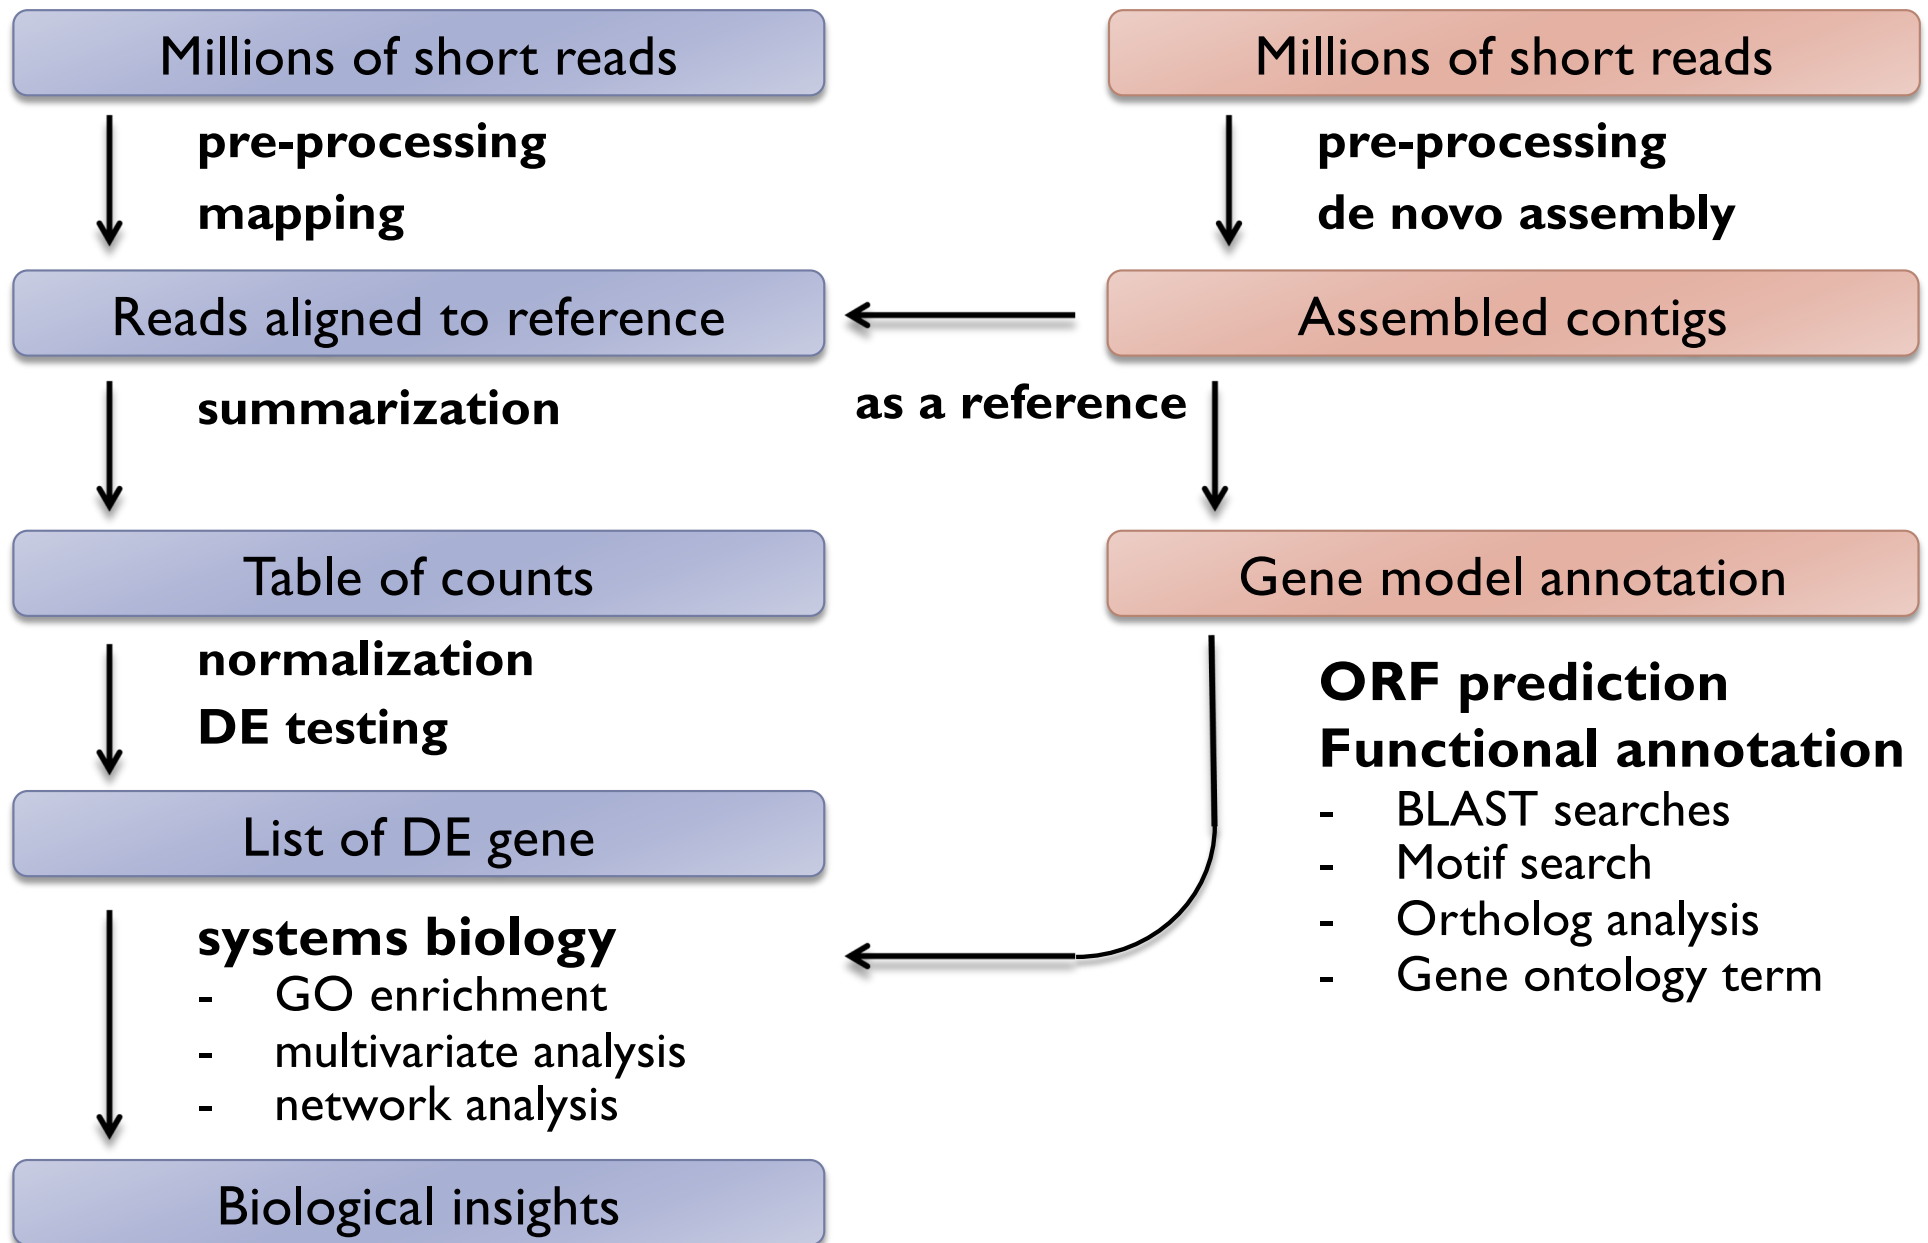 Millions of short reads
pre-processing
mapping
Reads aligned to reference
summarization
Table of counts
normalization
DE testing
List of DE gene
systems biology
- GO enrichment
- multivariate analysis
- network analysis
Biological insights
Millions of short reads
pre-processing
de novo assembly
Assembled contigs
as a reference
Gene model annotation
ORF prediction
Functional annotation
- BLAST searches
- Motif search
- Ortholog analysis
- Gene ontology term